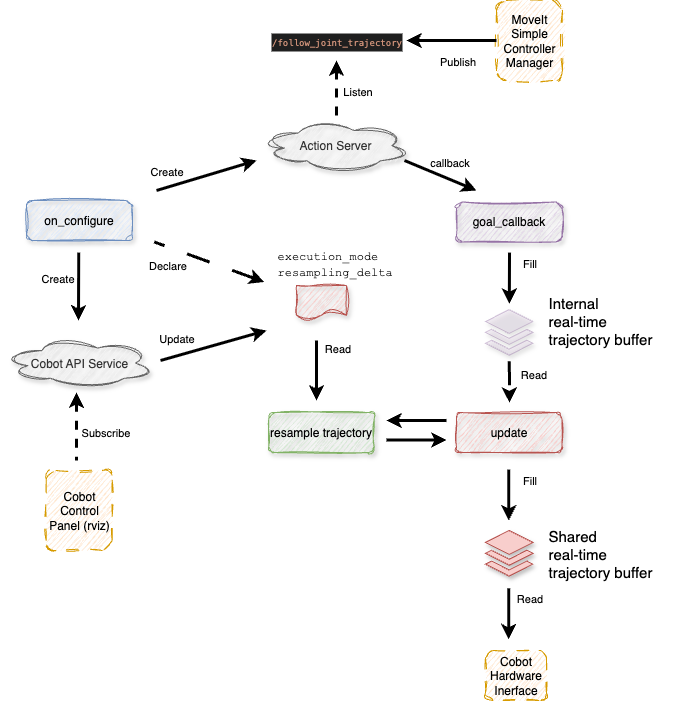 MoveIt
Simple
Controller
Manager
/follow_joint_trajectory
Publish
Listen
Action Server
Create
callback
on_configure
goal_callback
Declare
execution_mode
resampling_delta
Create
Fill
Internal
real-time
trajectory buffer
Update
Cobot API Service
Read
Read
Subscribe
resample trajectory
update
Cobot
Control
Panel (rviz)
Fill
Shared
real-time
trajectory buffer
Read
Cobot
Hardware
Inerface